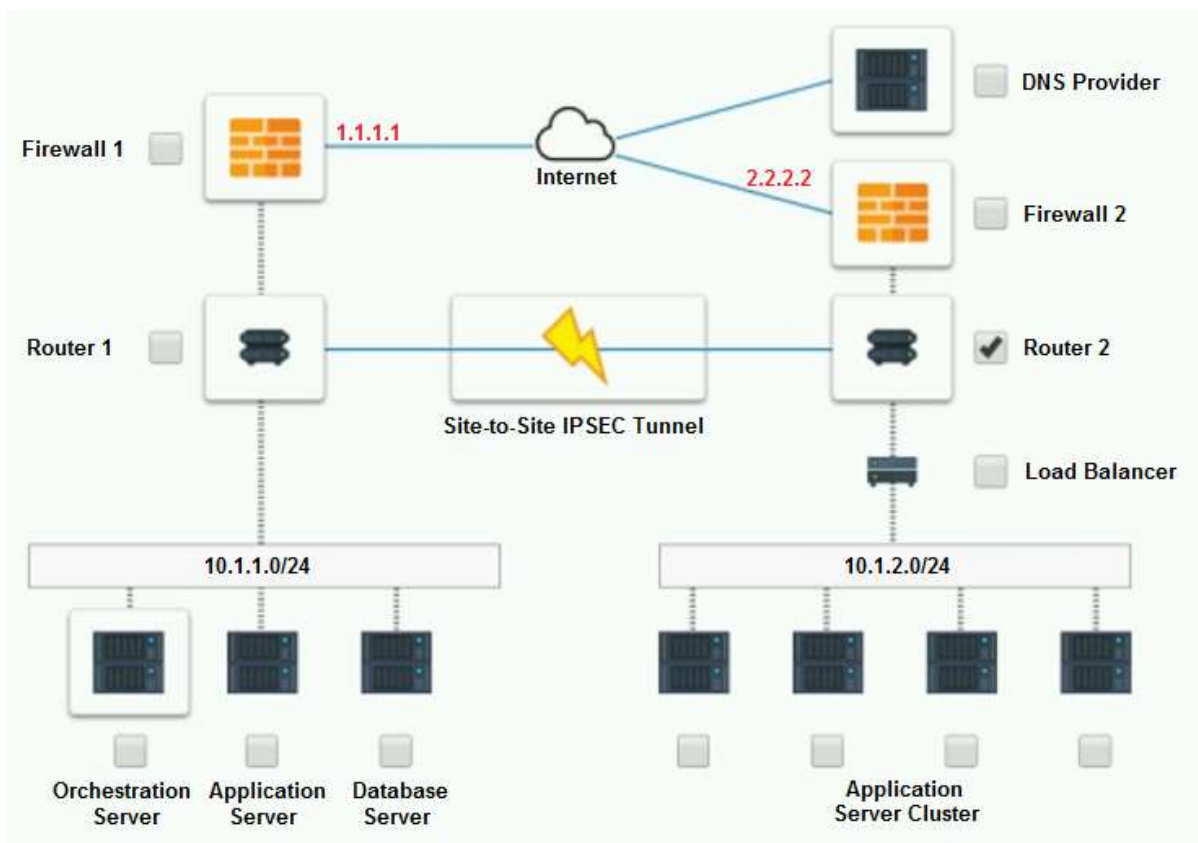 DNS Provider
Firewall 1
1.1.1.1
Internet
2.2.2.2
Firewall 2
Router 1
Router 2
Site-to-Site IPSEC Tunnel
Load Balancer
10.1.1.0/24
10.1.2.0/24
Orchestration
Server
Application
Server
Database
Server
Application
Server Cluster